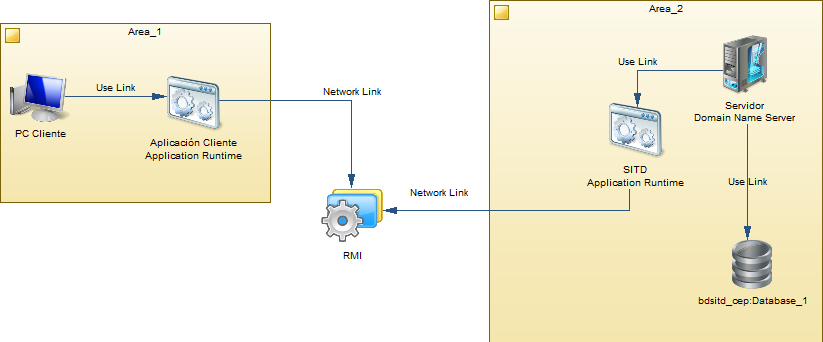 Area_1
Use Link
PC Cliente
Aplicación Cliente
Application Runtime
Network Link
RMI
Network Link
Area_2
Use Link
Servidor
Domain Name Server
SITD
Application Runtime
Use Link
bdsitd_cep:Database_1